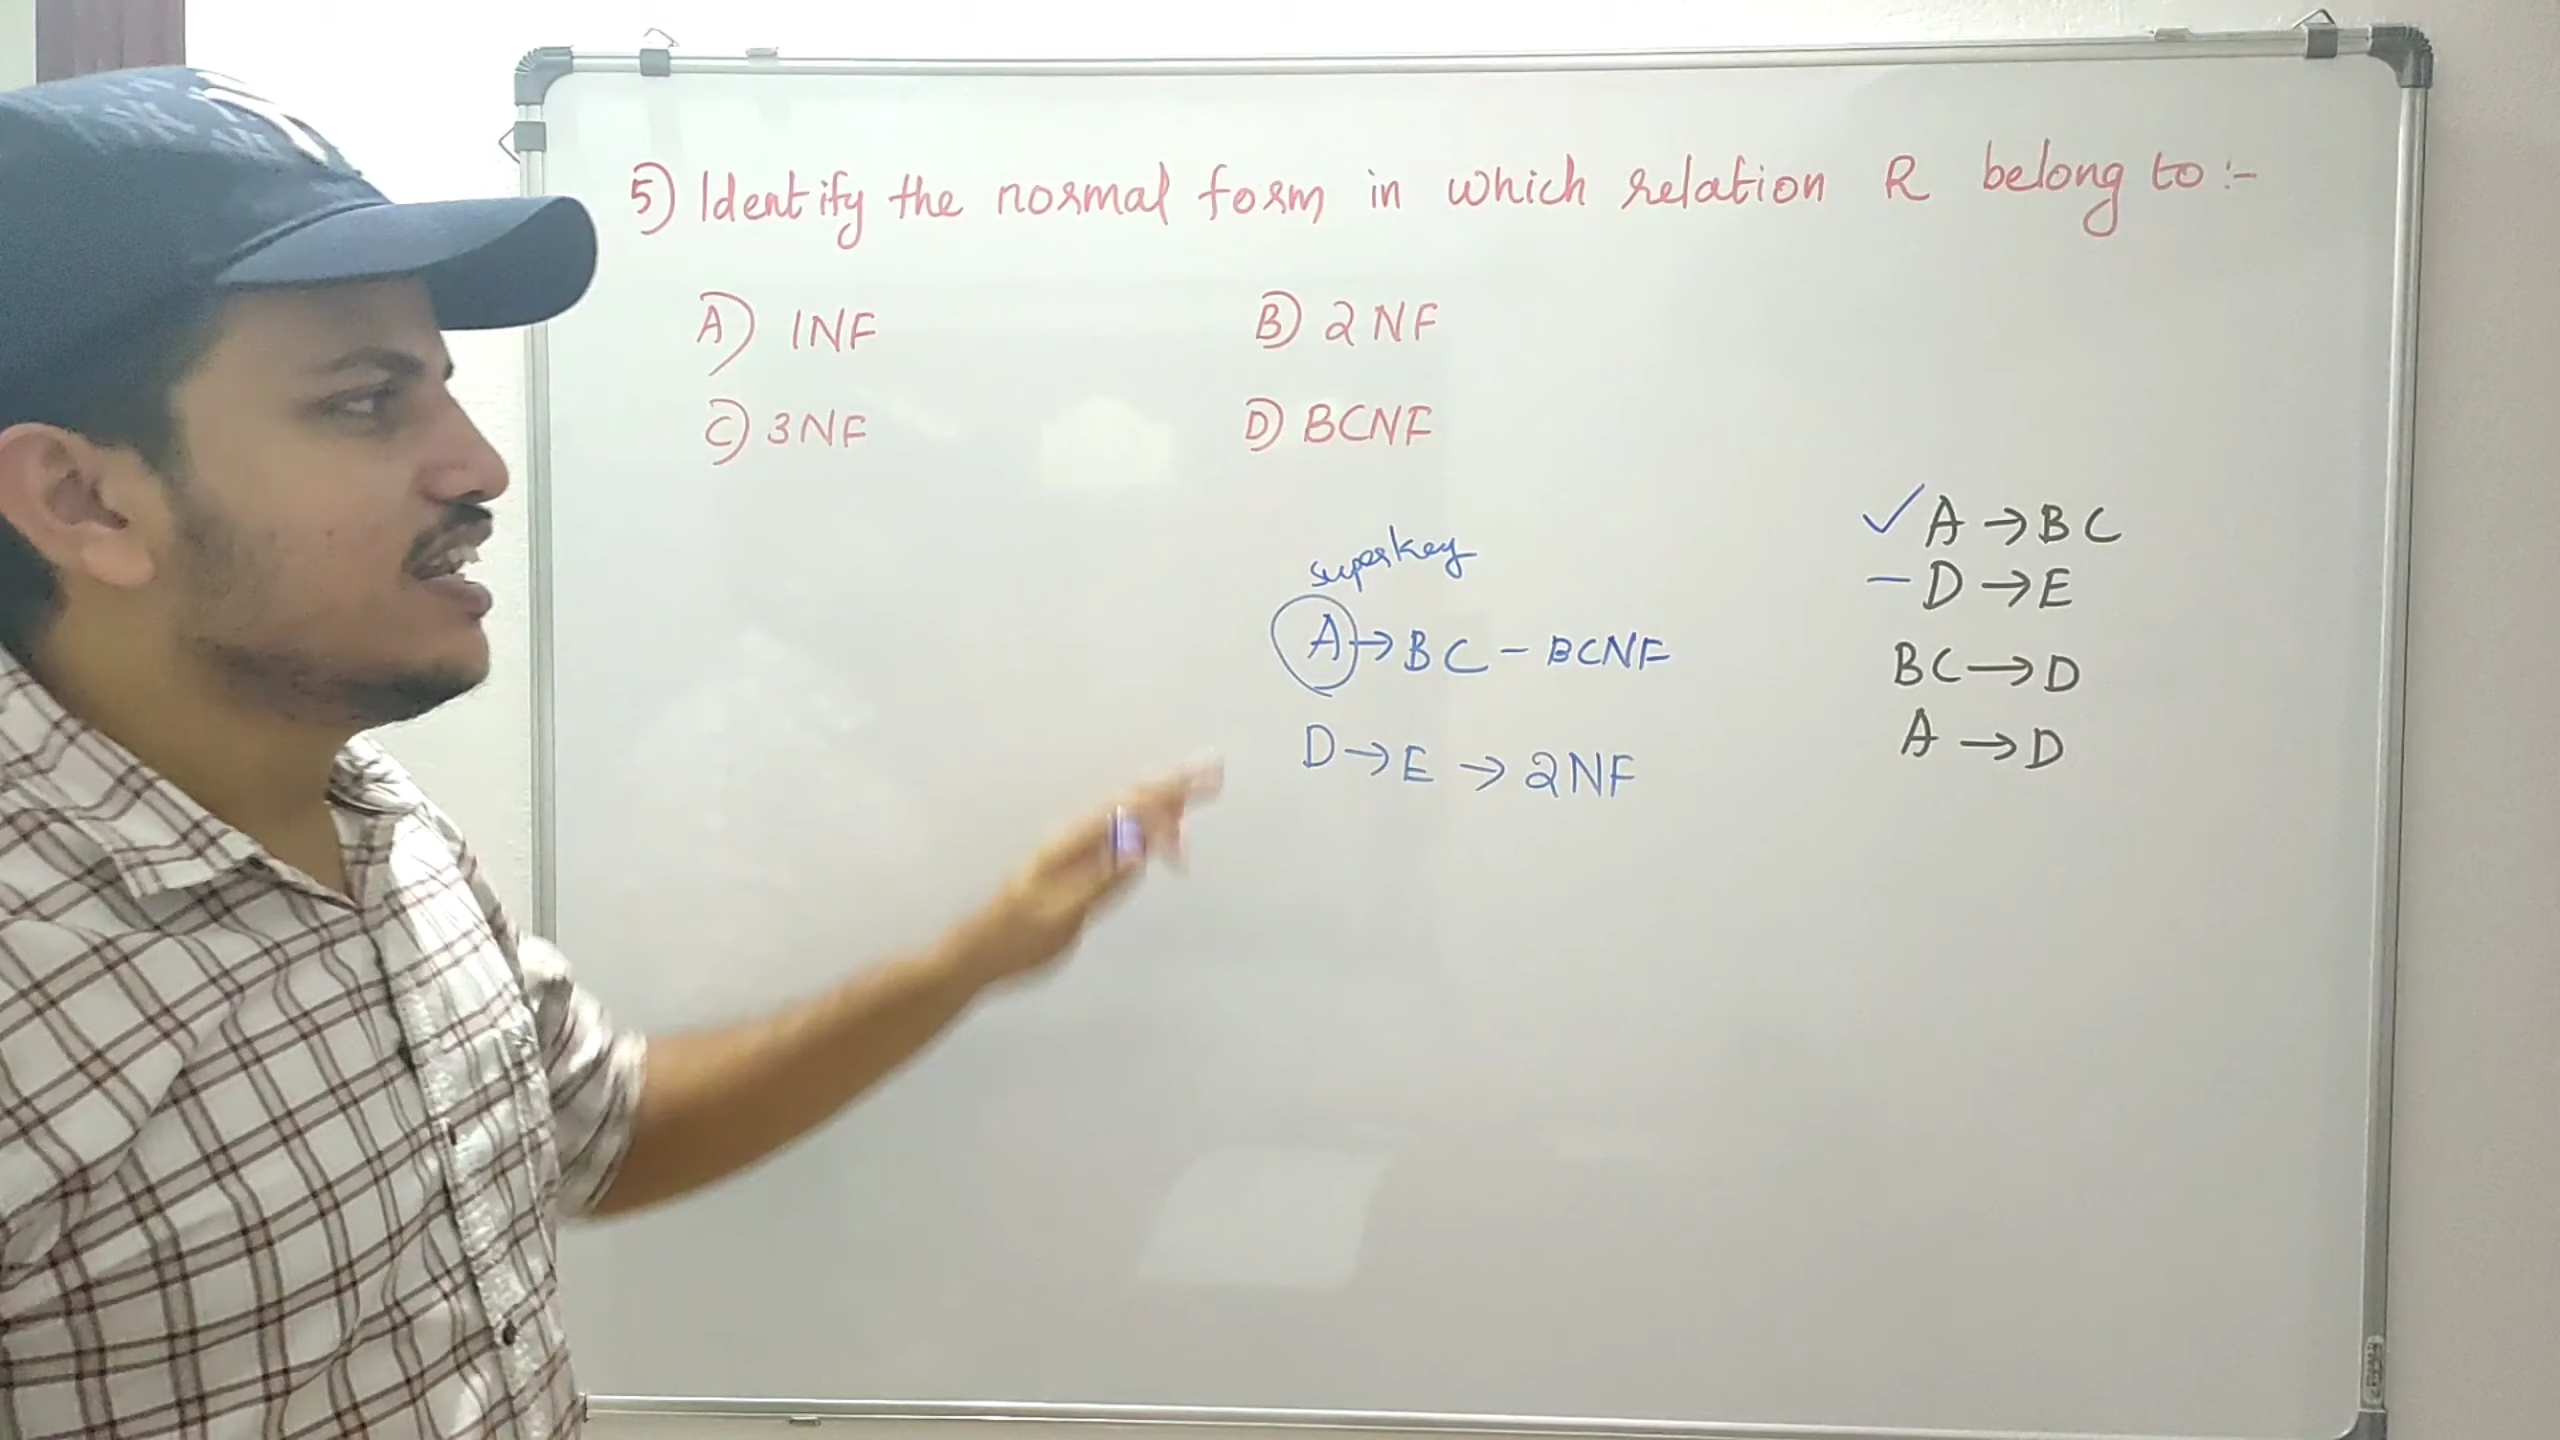 5) Identify the normal form in which relation R belong to :-
A) 1NF B) 2NF
C) 3NF D) BCNF
superkey
A → BC - BCNF
D → E → 2NF
✓ A → BC
- D → E
BC → D
A → D